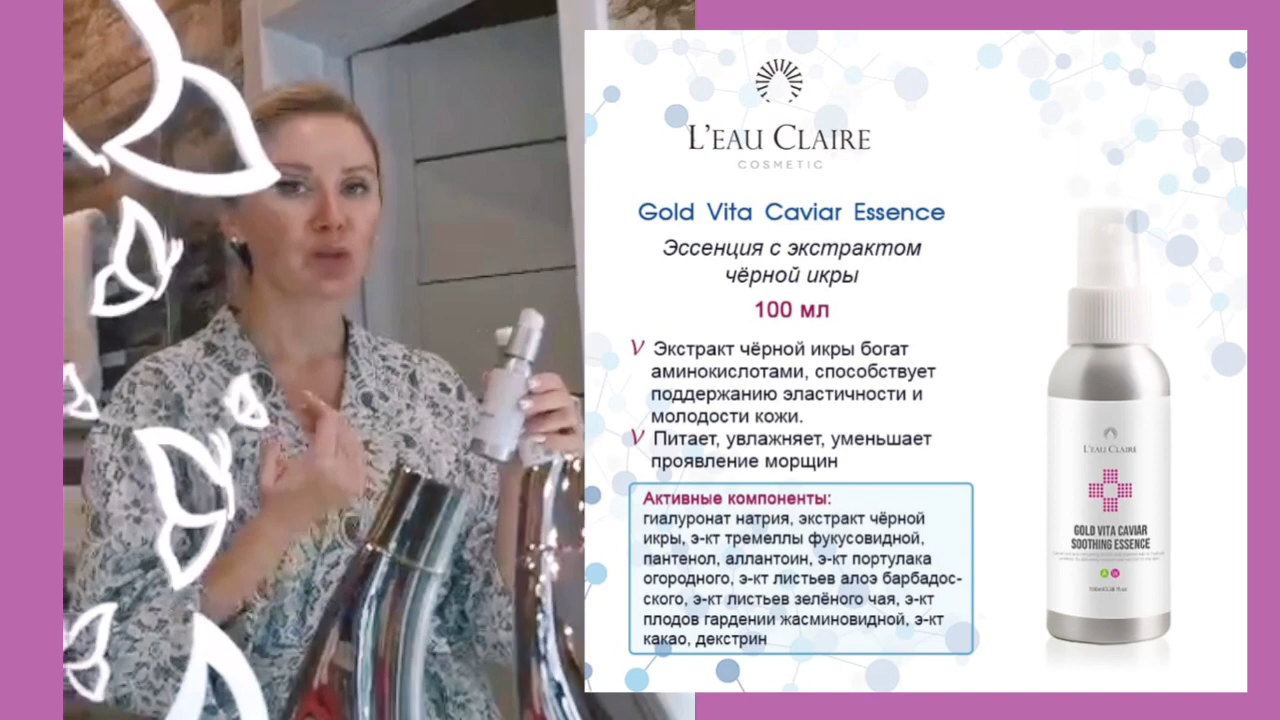 L'EAU CLAIRE
COSMETIC
Gold Vita Caviar Essence
Эссенция с экстрактом
чёрной икры
100 мл
V Экстракт чёрной икры богат
аминокислотами, способствует
поддержанию эластичности и
молодости кожи.
V Питает, увлажняет, уменьшает
проявление морщин
Активные компоненты:
гиалуронат натрия, экстракт чёрной
икры, э-кт тремеллы фукусовидной,
пантенол, аллантоин, э-кт портулака
огородного, э-кт листьев алоэ барбадос-
ского, э-кт листьев зелёного чая, э-кт
плодов гардении жасминовидной, э-кт
какао, декстрин
L'EAU CLAIRE
GOLD VITA CAVIAR
SOOTHING ESSENCE